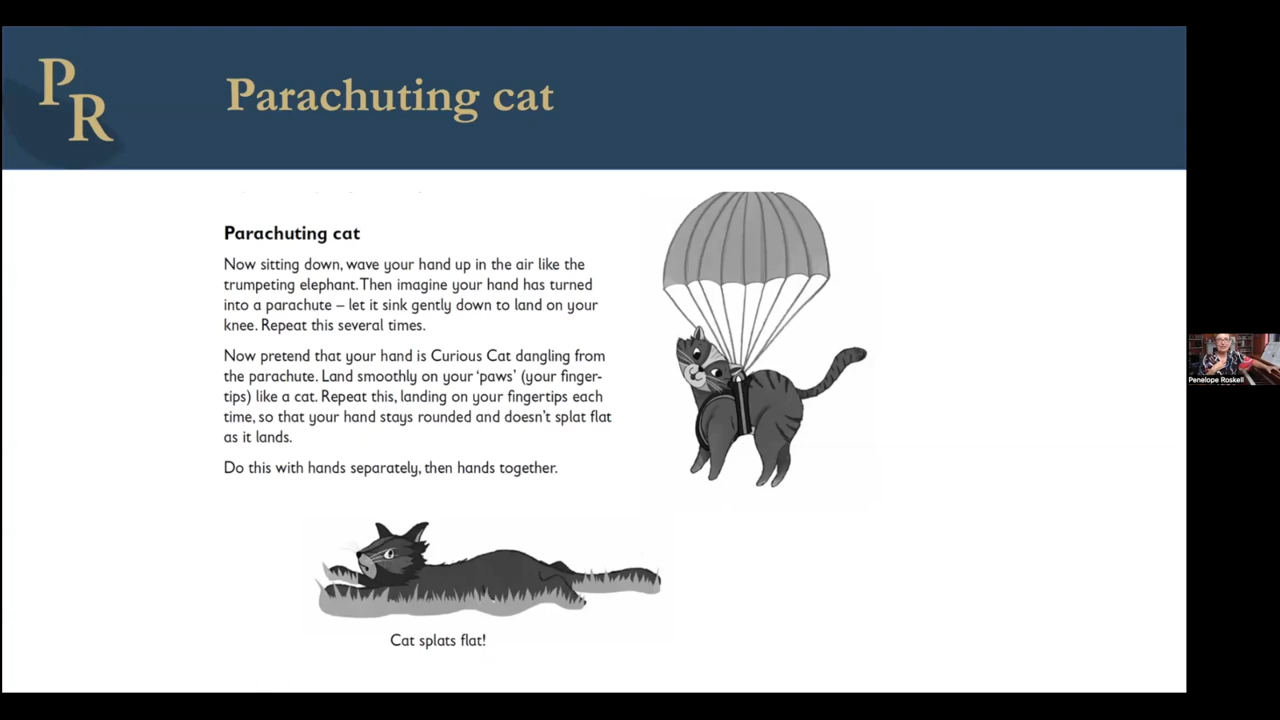 P
R
Parachuting cat
Parachuting cat
Now sitting down, wave your hand up in the air like the
trumpeting elephant. Then imagine your hand has turned
into a parachute – let it sink gently down to land on your
knee. Repeat this several times.
Now pretend that your hand is Curious Cat dangling from
the parachute. Land smoothly on your ‘paws’ (your finger-
tips) like a cat. Repeat this, landing on your fingertips each
time, so that your hand stays rounded and doesn’t splat flat
as it lands.
Do this with hands separately, then hands together.
Cat splats flat!
Penelope Roskell